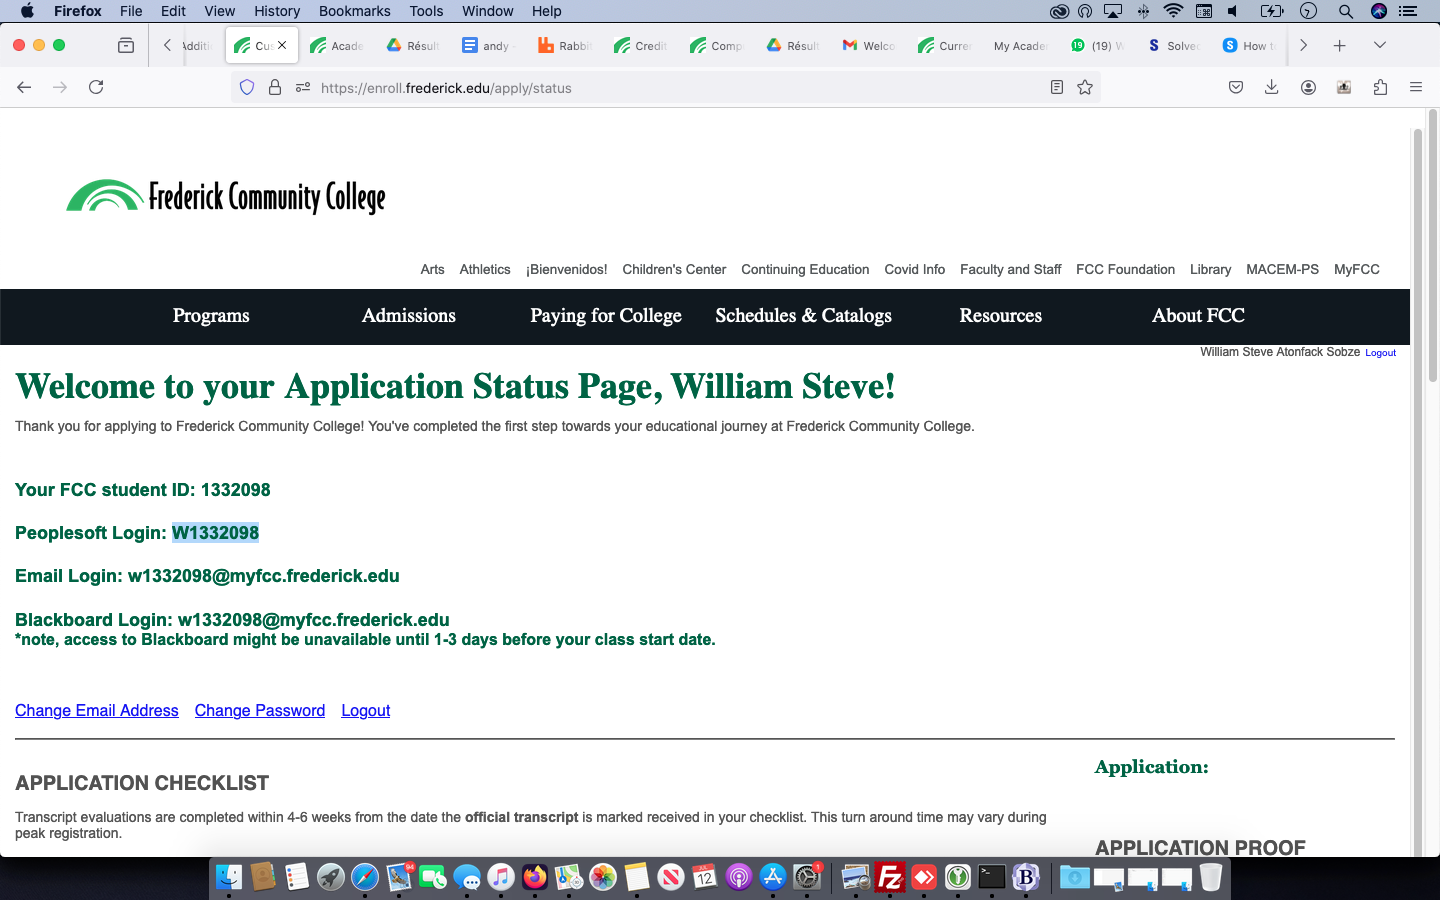 Firefox File Edit View History Bookmarks Tools Window Help
Additi Cus Acade Résult andy Rabbi Credit Comp Résult Welco Currer My Acade (19) W Solve How t
https://enroll.frederick.edu/apply/status
Frederick Community College
Arts Athletics ¡Bienvenidos! Children's Center Continuing Education Covid Info Faculty and Staff FCC Foundation Library MACEM-PS MyFCC
Programs Admissions Paying for College Schedules & Catalogs Resources About FCC
William Steve Atonfack Sobze Logout
Welcome to your Application Status Page, William Steve!
Thank you for applying to Frederick Community College! You've completed the first step towards your educational journey at Frederick Community College.
Your FCC student ID: 1332098
Peoplesoft Login: W1332098
Email Login: w1332098@myfcc.frederick.edu
Blackboard Login: w1332098@myfcc.frederick.edu
*note, access to Blackboard might be unavailable until 1-3 days before your class start date.
Change Email Address Change Password Logout
APPLICATION CHECKLIST
Transcript evaluations are completed within 4-6 weeks from the date the official transcript is marked received in your checklist. This turn around time may vary during
peak registration.
Application:
APPLICATION PROOF